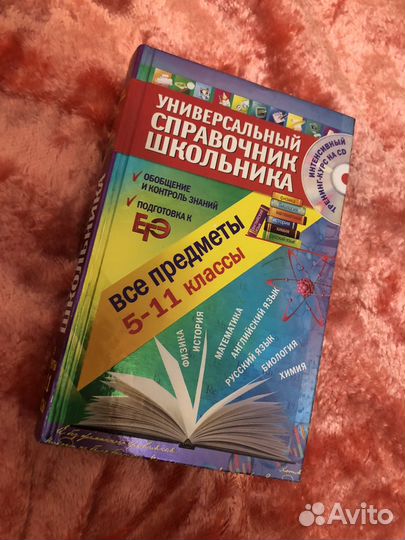 УНИВЕРСАЛЬНЫЙ
СПРАВОЧНИК
ШКОЛЬНИКА
ИНТЕНСИВНЫЙ
ТРЕНИНГ-КУРС НА CD
ОБОБЩЕНИЕ
И КОНТРОЛЬ ЗНАНИЙ
ПОДГОТОВКА К
ЕГЭ
ВСЕ ПРЕДМЕТЫ
5-11 КЛАССЫ
ФИЗИКА
ИСТОРИЯ
МАТЕМАТИКА
АНГЛИЙСКИЙ ЯЗЫК
РУССКИЙ ЯЗЫК
БИОЛОГИЯ
ХИМИЯ
ШКОЛЬНИКА
Avito